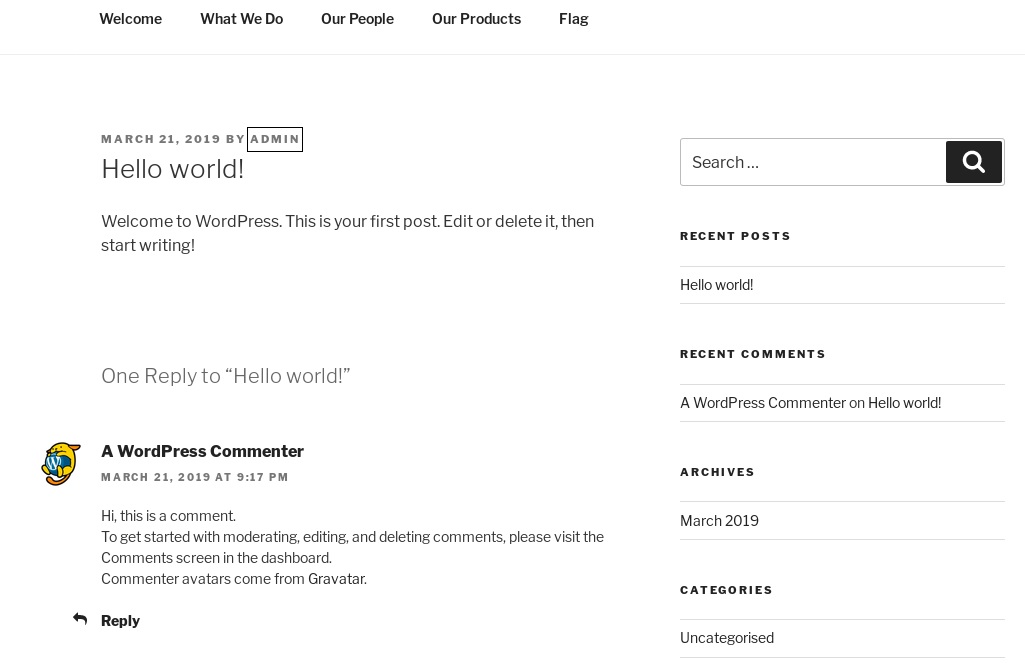 Welcome What We Do Our People Our Products Flag
MARCH 21, 2019 BY ADMIN
Hello world!
Welcome to WordPress. This is your first post. Edit or delete it, then
start writing!
One Reply to “Hello world!”
A WordPress Commenter
MARCH 21, 2019 AT 9:17 PM
Hi, this is a comment.
To get started with moderating, editing, and deleting comments, please visit the
Comments screen in the dashboard.
Commenter avatars come from Gravatar.
Reply
Search …
RECENT POSTS
Hello world!
RECENT COMMENTS
A WordPress Commenter on Hello world!
ARCHIVES
March 2019
CATEGORIES
Uncategorised